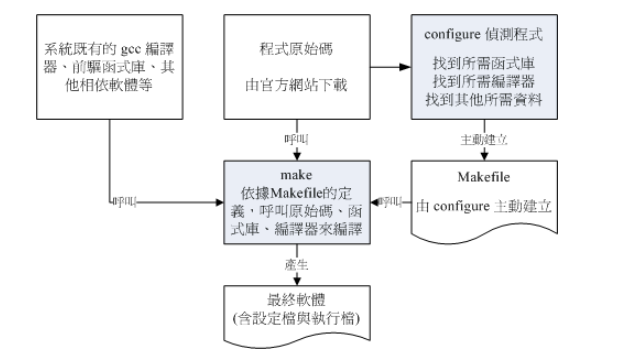 系統既有的 gcc 編譯
器、前驅函式庫、其
他相依軟體等
程式原始碼
由官方網站下載
configure 偵測程式
找到所需函式庫
找到所需編譯器
找到其他所需資料
呼叫
主動建立
呼叫
make
依據Makefile的定
義，呼叫原始碼、函
式庫、編譯器來編譯
呼叫
Makefile
由 configure 主動建立
產生
最終軟體
(含設定檔與執行檔)